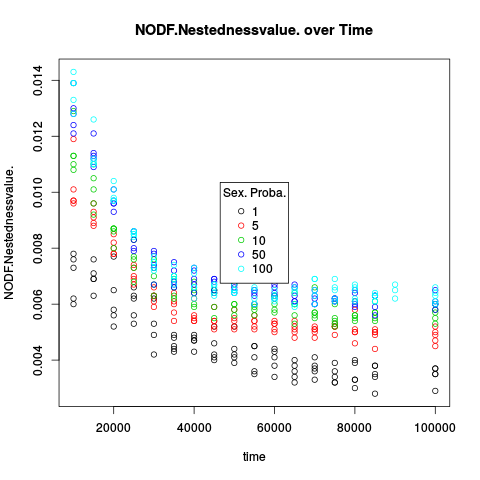 NODF.Nestednessvalue. over Time
NODF.Nestednessvalue.
0.014
0.012
0.010
0.008
0.006
0.004
Sex. Proba.
1
5
10
50
100
20000 40000 60000 80000 100000
time